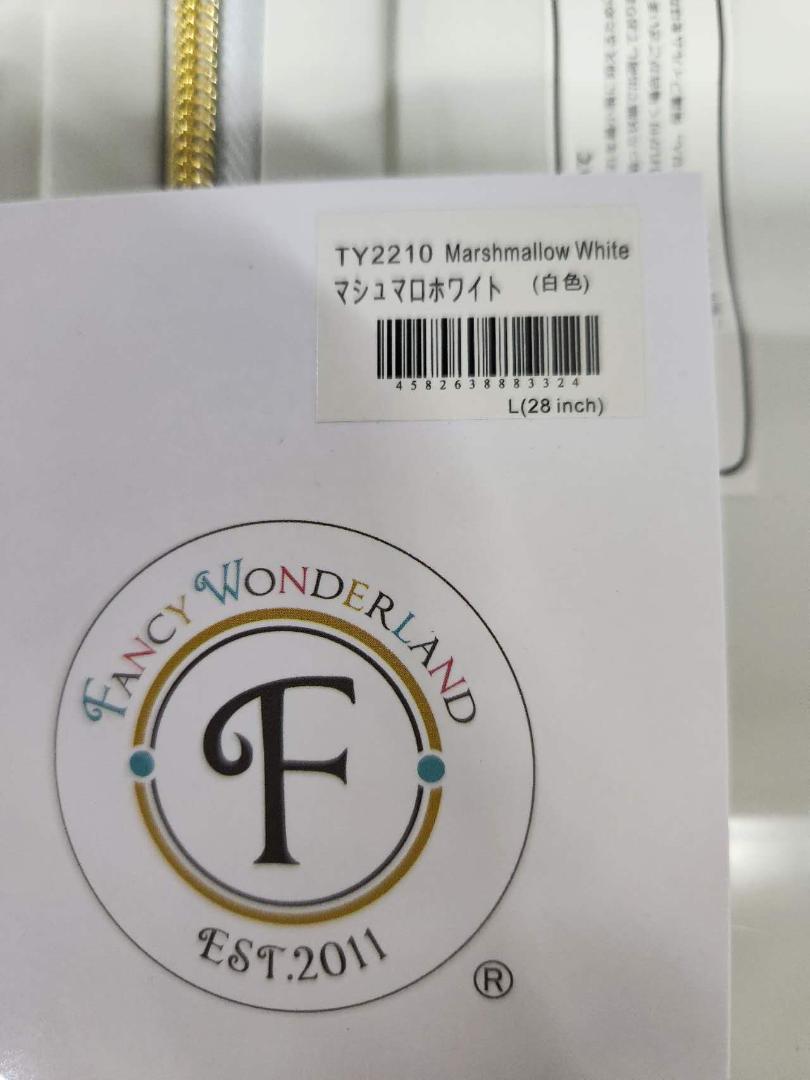 TY2210 Marshmallow White
マシュマロホワイト (白色)
4582638883324
L(28 inch)
FANCY WONDERLAND
F
EST.2011
®